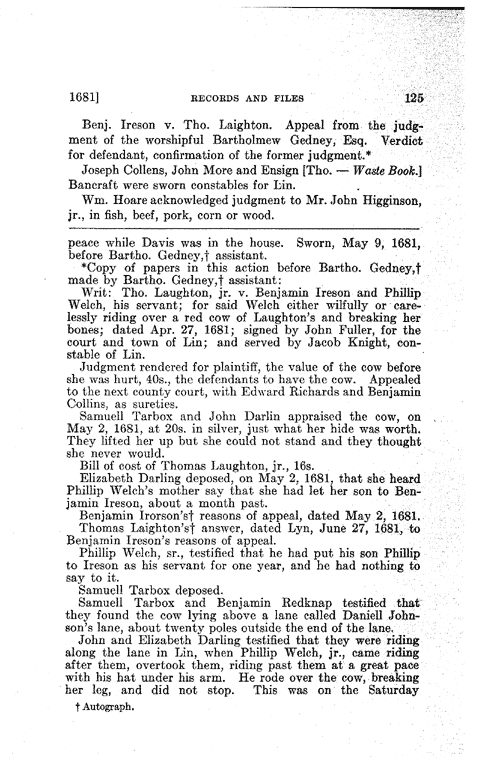 1681] RECORDS AND FILES 125
Benj. Ireson v. Tho. Laighton. Appeal from the judg-
ment of the worshipful Bartholmew Gedney, Esq. Verdict
for defendant, confirmation of the former judgment.*
Joseph Collens, John More and Ensign [Tho. — Waste Book.]
Bancraft were sworn constables for Lin.
Wm. Hoare acknowledged judgment to Mr. John Higginson,
jr., in fish, beef, pork, corn or wood.
peace while Davis was in the house. Sworn, May 9, 1681,
before Bartho. Gedney,† assistant.
*Copy of papers in this action before Bartho. Gedney,†
made by Bartho. Gedney,† assistant:
Writ: Tho. Laughton, jr. v. Benjamin Ireson and Phillip
Welch, his servant; for said Welch either wilfully or care-
lessly riding over a red cow of Laughton's and breaking her
bones; dated Apr. 27, 1681; signed by John Fuller, for the
court and town of Lin; and served by Jacob Knight, con-
stable of Lin.
Judgment rendered for plaintiff, the value of the cow before
she was hurt, 40s., the defendants to have the cow. Appealed
to the next county court, with Edward Richards and Benjamin
Collins, as sureties.
Samuell Tarbox and John Darlin appraised the cow, on
May 2, 1681, at 20s. in silver, just what her hide was worth.
They lifted her up but she could not stand and they thought
she never would.
Bill of cost of Thomas Laughton, jr., 16s.
Elizabeth Darling deposed, on May 2, 1681, that she heard
Phillip Welch's mother say that she had let her son to Ben-
jamin Ireson, about a month past.
Benjamin Irorson's† reasons of appeal, dated May 2, 1681.
Thomas Laighton's† answer, dated Lyn, June 27, 1681, to
Benjamin Ireson's reasons of appeal.
Phillip Welch, sr., testified that he had put his son Phillip
to Ireson as his servant for one year, and he had nothing to
say to it.
Samuell Tarbox deposed.
Samuell Tarbox and Benjamin Redknap testified that
they found the cow lying above a lane called Daniell John-
son's lane, about twenty poles outside the end of the lane.
John and Elizabeth Darling testified that they were riding
along the lane in Lin, when Phillip Welch, jr., came riding
after them, overtook them, riding past them at a great pace
with his hat under his arm. He rode over the cow, breaking
her leg, and did not stop. This was on the Saturday
† Autograph.